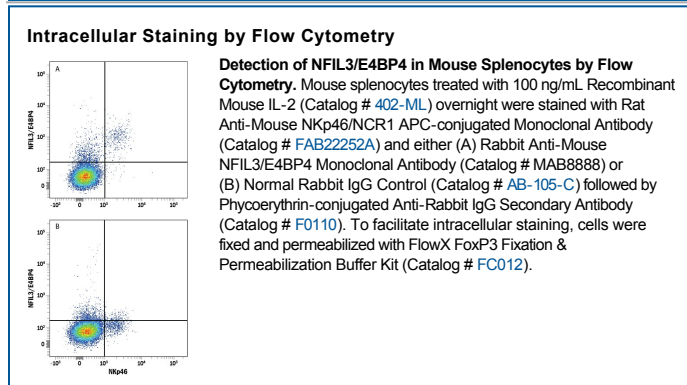 Intracellular Staining by Flow Cytometry
Detection of NFIL3/E4BP4 in Mouse Splenocytes by Flow
Cytometry. Mouse splenocytes treated with 100 ng/mL Recombinant
Mouse IL-2 (Catalog # 402-ML) overnight were stained with Rat
Anti-Mouse NKp46/NCR1 APC-conjugated Monoclonal Antibody
(Catalog # FAB22252A) and either (A) Rabbit Anti-Mouse
NFIL3/E4BP4 Monoclonal Antibody (Catalog # MAB8888) or
(B) Normal Rabbit IgG Control (Catalog # AB-105-C) followed by
Phycoerythrin-conjugated Anti-Rabbit IgG Secondary Antibody
(Catalog # F0110). To facilitate intracellular staining, cells were
fixed and permeabilized with FlowX FoxP3 Fixation &
Permeabilization Buffer Kit (Catalog # FC012).
A
NFIL3/E4BP4
B
NFIL3/E4BP4
NKp46